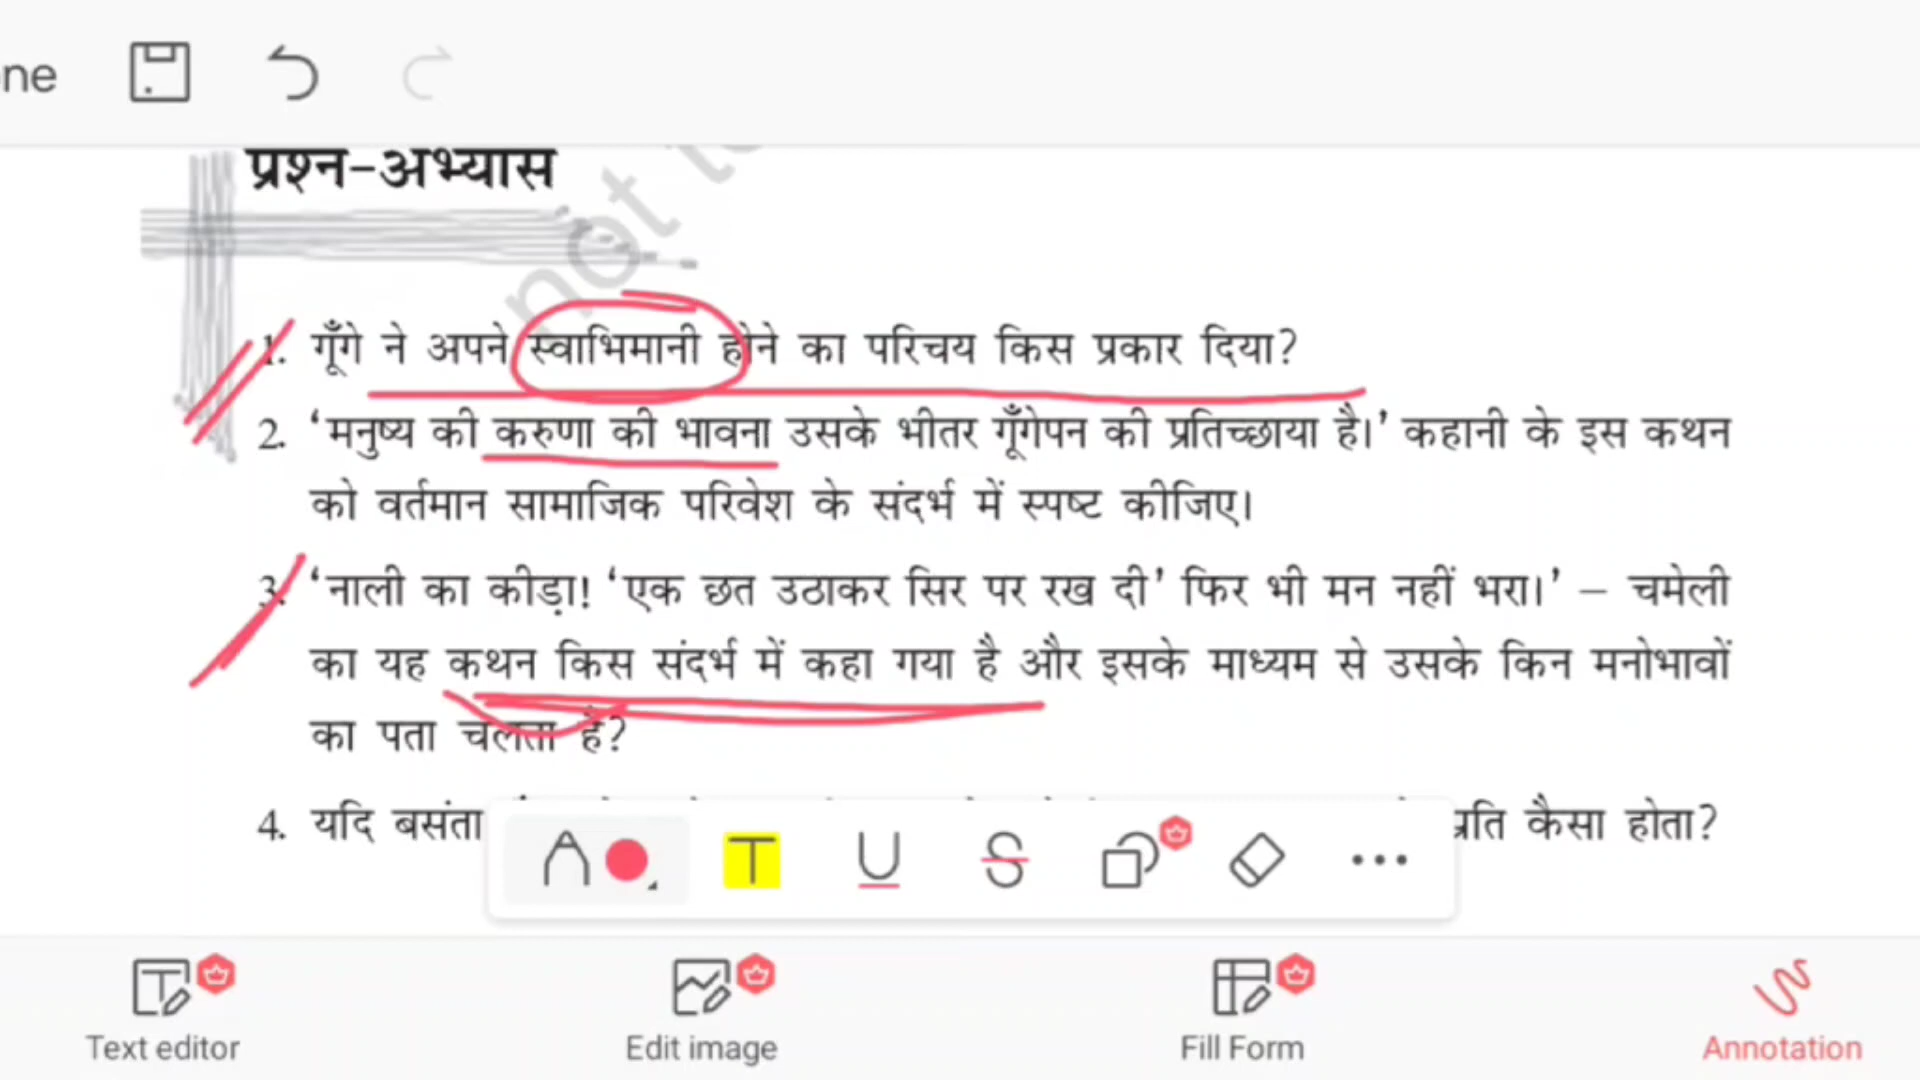 ne
प्रश्न-अभ्यास
not to
1. गूँगे ने अपने स्वाभिमानी होने का परिचय किस प्रकार दिया?
2. ‘मनुष्य की करुणा की भावना उसके भीतर गूँगेपन की प्रतिच्छाया है।’ कहानी के इस कथन
को वर्तमान सामाजिक परिवेश के संदर्भ में स्पष्ट कीजिए।
3. ‘नाली का कीड़ा! ‘एक छत उठाकर सिर पर रख दी’ फिर भी मन नहीं भरा।’ – चमेली
का यह कथन किस संदर्भ में कहा गया है और इसके माध्यम से उसके किन मनोभावों
का पता चलता है?
4. यदि बसंता प्रति कैसा होता?
Text editor
Edit image
Fill Form
Annotation